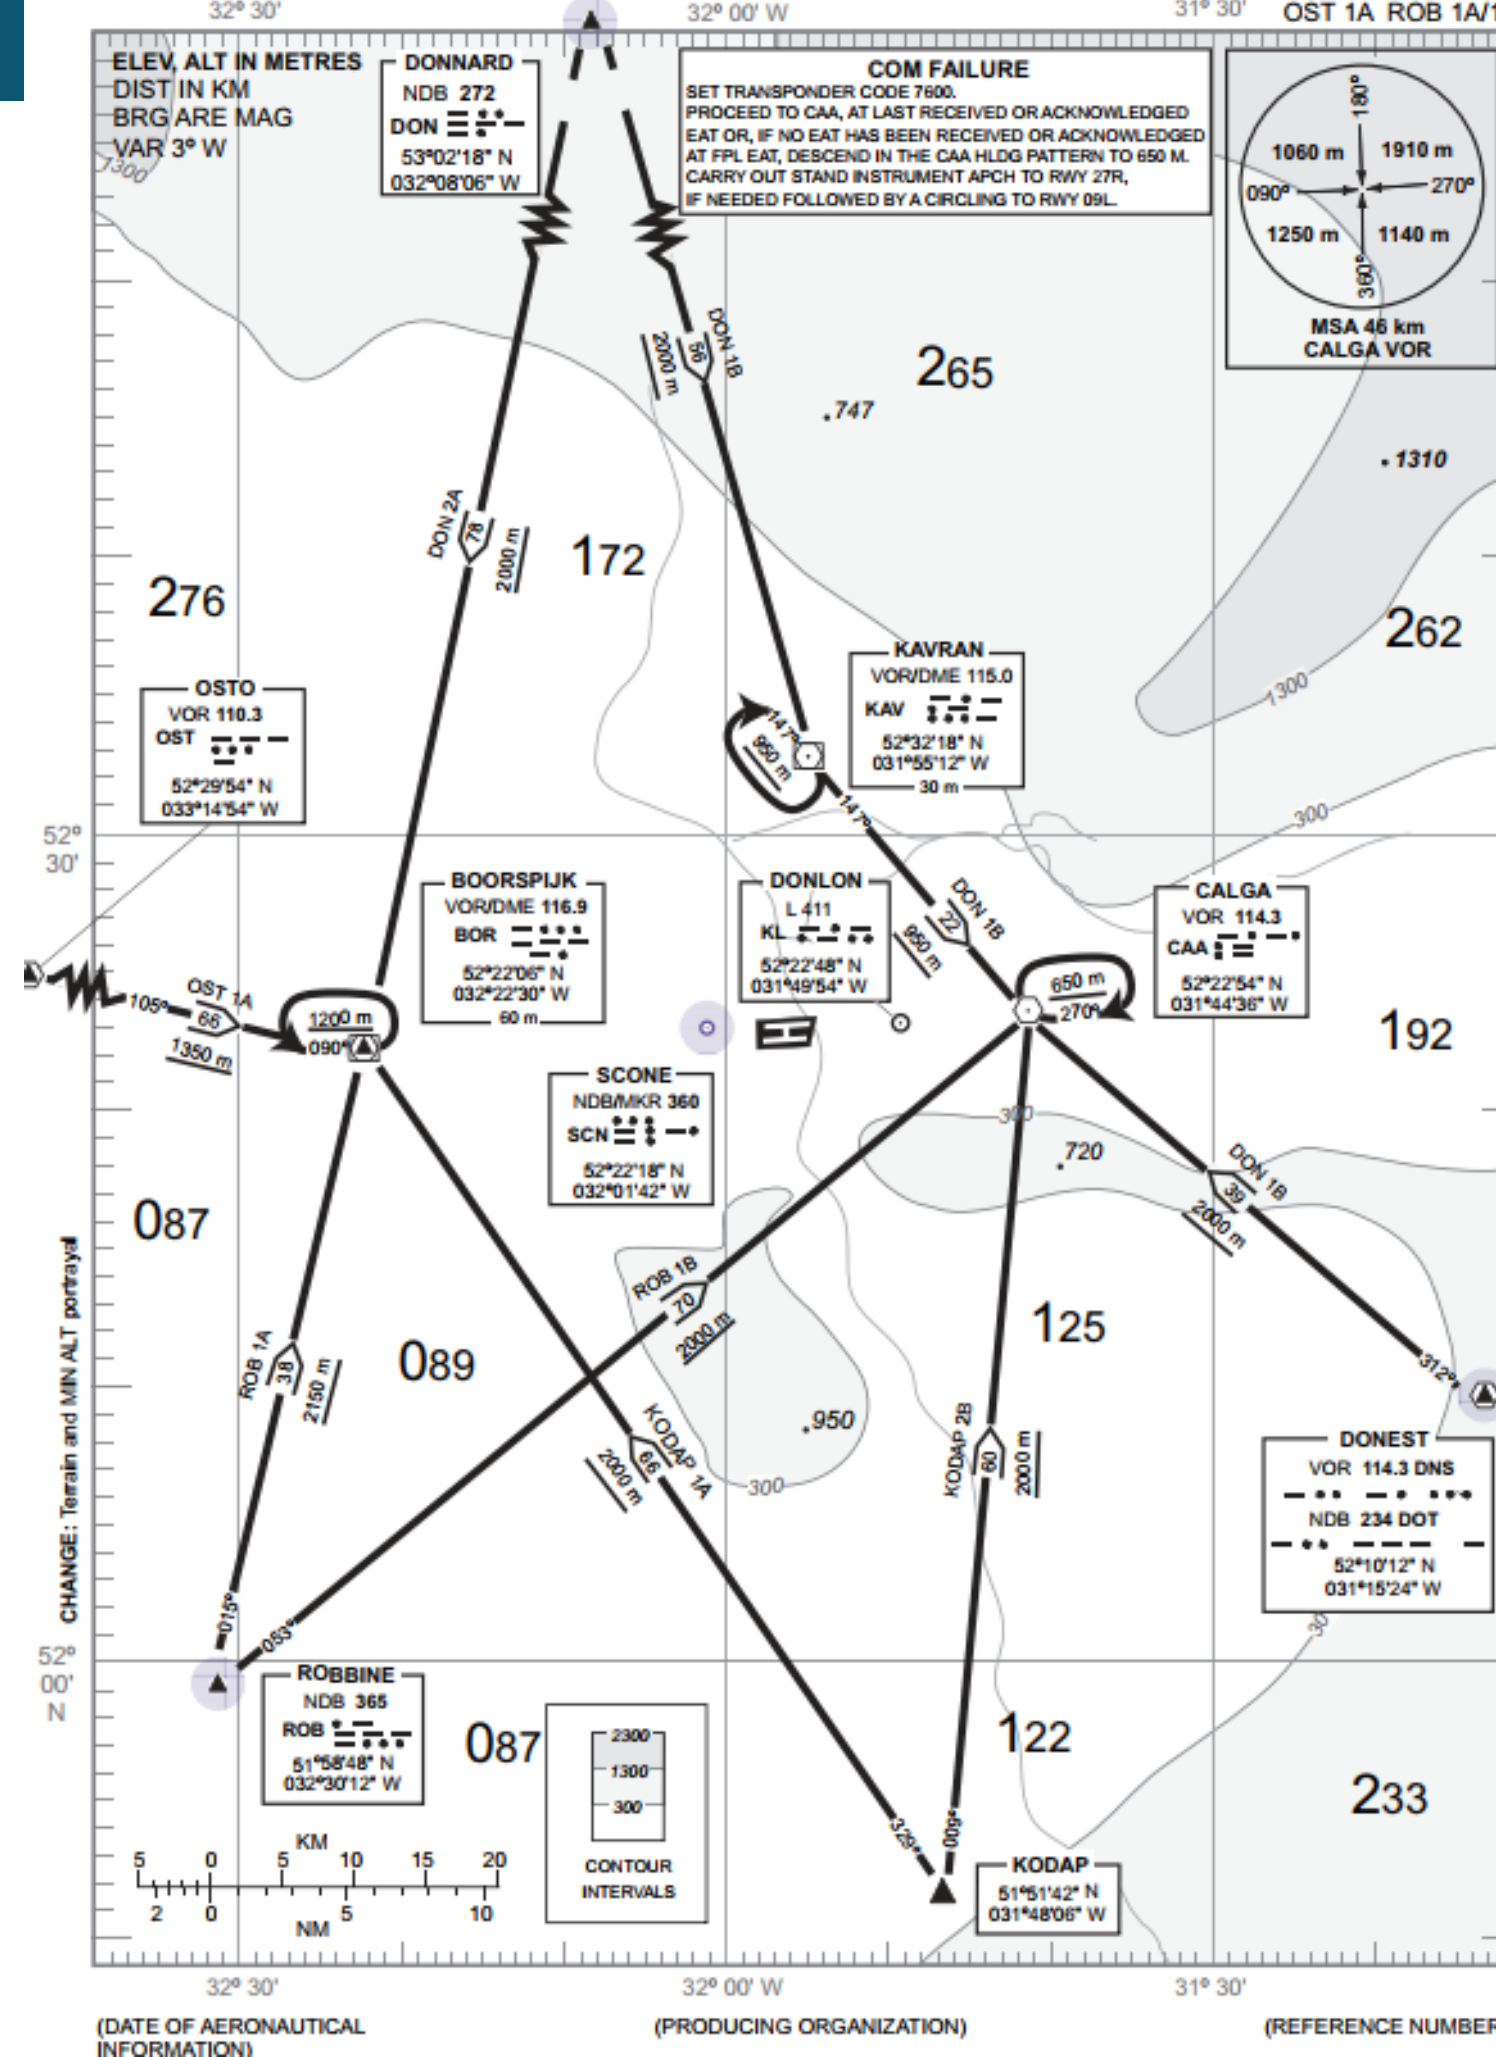 32° 30'
32° 00' W
31° 30'
OST 1A ROB 1A/1
ELEV, ALT IN METRES
DIST IN KM
BRG ARE MAG
VAR 3° W
1300
DONNARD
NDB 272
DON
53°02'18" N
032°08'06" W
COM FAILURE
SET TRANSPONDER CODE 7600.
PROCEED TO CAA, AT LAST RECEIVED OR ACKNOWLEDGED
EAT OR, IF NO EAT HAS BEEN RECEIVED OR ACKNOWLEDGED
AT FPL EAT, DESCEND IN THE CAA HLDG PATTERN TO 650 M.
CARRY OUT STAND INSTRUMENT APCH TO RWY 27R,
IF NEEDED FOLLOWED BY A CIRCLING TO RWY 09L.
180°
1060 m
1910 m
090°
270°
1250 m
1140 m
360°
MSA 46 km
CALGA VOR
DON 1B
56
2000 m
265
747
1310
DON 2A
78
2000 m
172
276
262
1300
KAVRAN
VOR/DME 115.0
KAV
52°32'18" N
031°55'12" W
30 m
OSTO
VOR 110.3
OST
52°29'54" N
033°14'54" W
147°
950 m
147°
300
52°
30'
BOORSPIJK
VOR/DME 116.9
BOR
52°22'06" N
032°22'30" W
60 m
DONLON
L 411
KL
52°22'48" N
031°49'54" W
DON 1B
22
950 m
CALGA
VOR 114.3
CAA
52°22'54" N
031°44'36" W
650 m
270°
105°
OST 1A
66
1350 m
1200 m
090°
192
SCONE
NDB/MKR 360
SCN
52°22'18" N
032°01'42" W
300
720
DON 1B
39
2000 m
087
ROB 1B
70
2000 m
125
ROB 1A
38
2150 m
089
312°
950
KODAP 1A
66
2000 m
KODAP 2B
60
2000 m
300
DONEST
VOR 114.3 DNS
NDB 234 DOT
52°10'12" N
031°15'24" W
30
CHANGE: Terrain and MIN ALT portrayal
015°
053°
52°
00'
N
ROBBINE
NDB 365
ROB
51°58'48" N
032°30'12" W
087
2300
1300
300
CONTOUR
INTERVALS
122
233
329°
009°
KODAP
51°51'42" N
031°48'06" W
KM
5 0 5 10 15 20
2 0 5 10
NM
32° 30'
32° 00' W
31° 30'
(DATE OF AERONAUTICAL
INFORMATION)
(PRODUCING ORGANIZATION)
(REFERENCE NUMBER